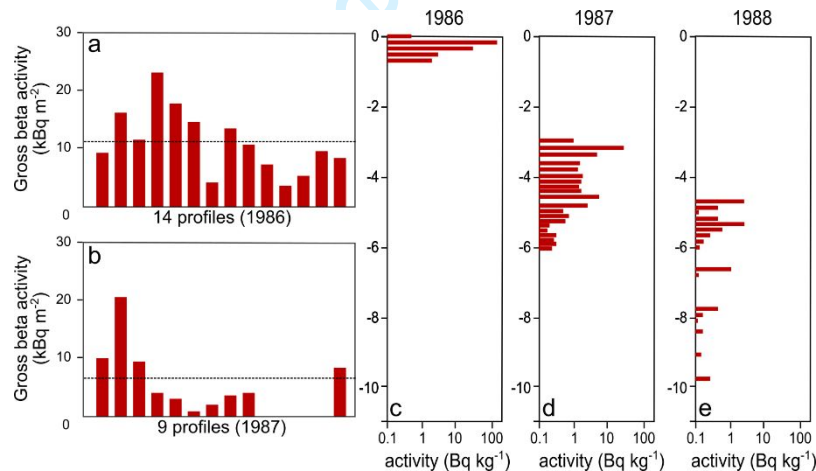 a
Gross beta activity
(kBq m-2)
30
20
10
0
14 profiles (1986)
b
Gross beta activity
(kBq m-2)
30
20
10
0
9 profiles (1987)
1986
0
-2
-4
-6
-8
-10
c
0.1 1 10 100
activity (Bq kg-1)
1987
0
-2
-4
-6
-8
-10
d
0.1 1 10 100
activity (Bq kg-1)
1988
0
-2
-4
-6
-8
-10
e
0.1 1 10 100
activity (Bq kg-1)